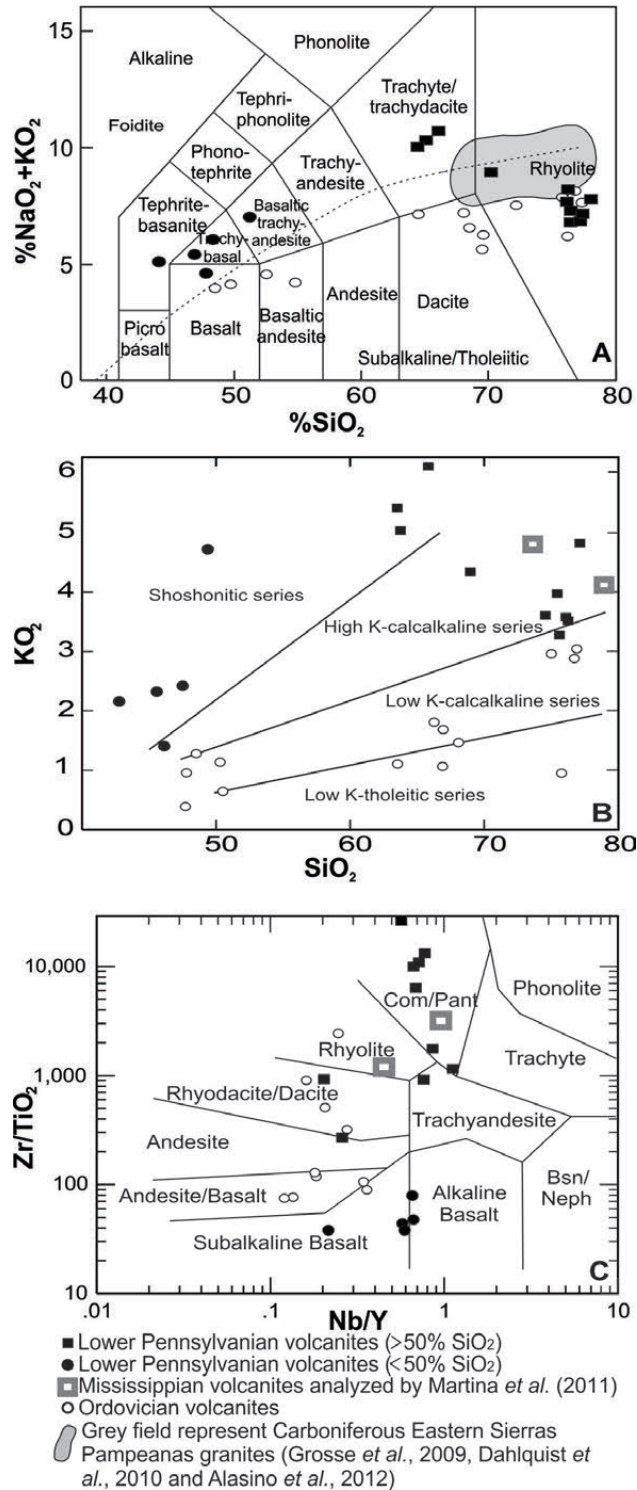 15
10
5
0
%NaO2+KO2
Phonolite
Alkaline
Trachyte/
trachydacite
Tephri-
phonolite
Foidite
Rhyolite
Phono-
tephrite
Trachy-
andesite
Tephrite-
basanite
Basaltic
trachy-
andesite
Trachy-
basal
Andesite
Dacite
Picro
básalt
Basalt
Basaltic
andesite
Subalkaline/Tholeiitic
A
40 50 60 70 80
%SiO2
6
5
4
3
2
1
0
KO2
Shoshonitic series
High K-calcalkaline series
Low K-calcalkaline series
Low K-tholeitic series
B
50 60 70 80
SiO2
10,000
1,000
100
10
Zr/TiO2
Phonolite
Com/Pant
Rhyolite
Trachyte
Rhyodacite/Dacite
Trachyandesite
Andesite
Andesite/Basalt
Alkaline
Basalt
Bsn/
Neph
Subalkaline Basalt
C
.01 .1 1 10
Nb/Y
Lower Pennsylvanian volcanites (>50% SiO2)
Lower Pennsylvanian volcanites (<50% SiO2)
Mississippian volcanites analyzed by Martina et al. (2011)
Ordovician volcanites
Grey field represent Carboniferous Eastern Sierras
Pampeanas granites (Grosse et al., 2009, Dahlquist et
al., 2010 and Alasino et al., 2012)